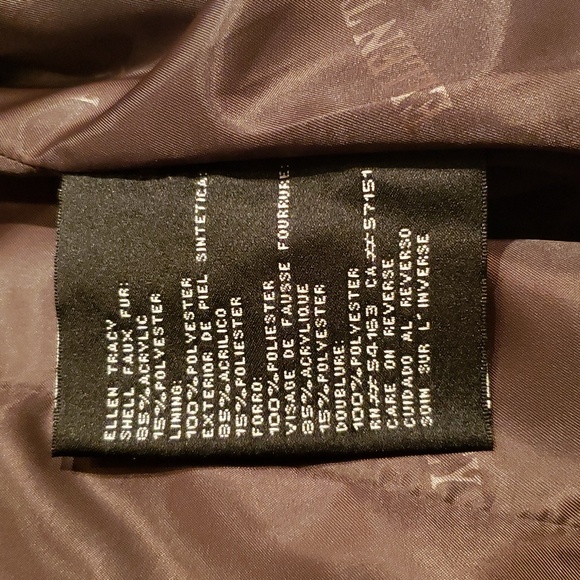 ELLEN TRACY
SHELL FAUX FUR:
85%ACRYLIC
15%POLYESTER
LINING:
100%POLYESTER
EXTERIOR DE PIEL SINTETICA:
85%ACRILICO
15%POLIESTER
FORRO:
100%POLIESTER
VISAGE DE FAUSSE FOURRURE:
85%ACRYLIQUE
15%POLYESTER
DOUBLURE:
100%POLYESTER
RN## 54163 CA ## 57151
CARE ON REVERSE
CUIDADO AL REVERSO
SOIN SUR L'INVERSE